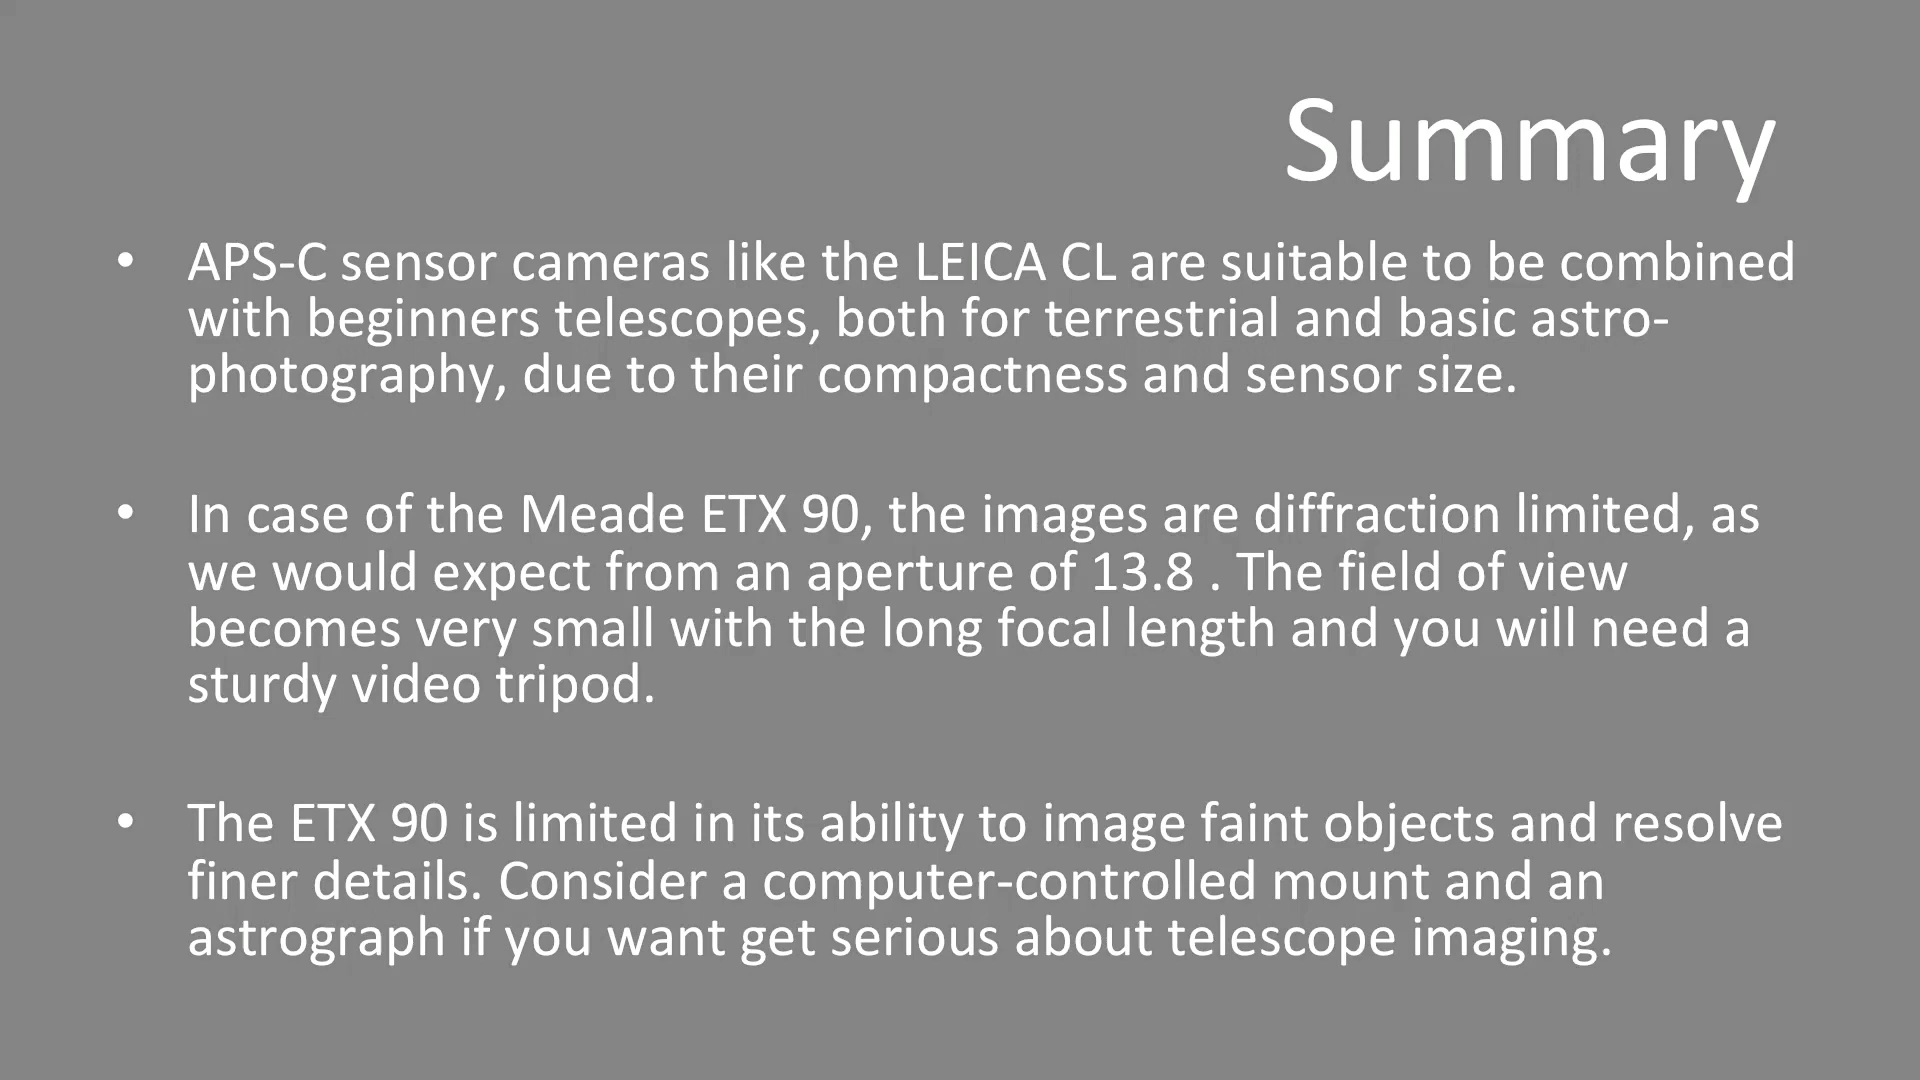 Summary
• APS-C sensor cameras like the LEICA CL are suitable to be combined
with beginners telescopes, both for terrestrial and basic astro-
photography, due to their compactness and sensor size.
• In case of the Meade ETX 90, the images are diffraction limited, as
we would expect from an aperture of 13.8 . The field of view
becomes very small with the long focal length and you will need a
sturdy video tripod.
• The ETX 90 is limited in its ability to image faint objects and resolve
finer details. Consider a computer-controlled mount and an
astrograph if you want get serious about telescope imaging.